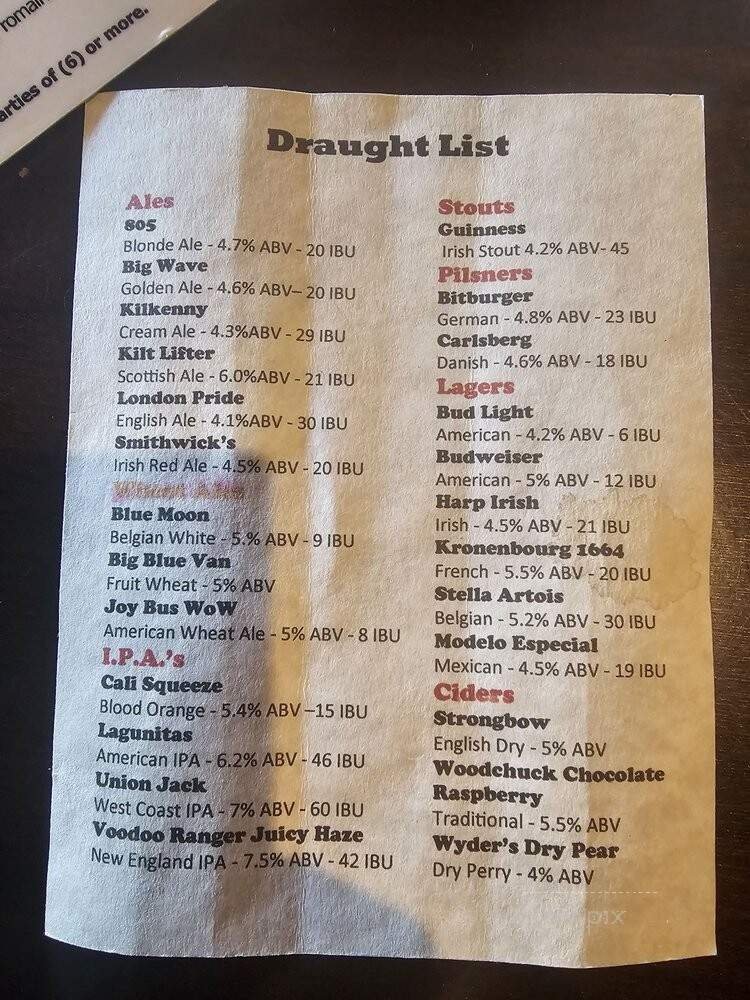 romain
arties of (6) or more.
Draught List
Ales
805
Blonde Ale - 4.7% ABV - 20 IBU
Big Wave
Golden Ale - 4.6% ABV– 20 IBU
Kilkenny
Cream Ale - 4.3%ABV - 29 IBU
Kilt Lifter
Scottish Ale - 6.0%ABV - 21 IBU
London Pride
English Ale - 4.1%ABV - 30 IBU
Smithwick's
Irish Red Ale - 4.5% ABV - 20 IBU
Wheat Ales
Blue Moon
Belgian White - 5.% ABV - 9 IBU
Big Blue Van
Fruit Wheat - 5% ABV
Joy Bus WoW
American Wheat Ale - 5% ABV - 8 IBU
I.P.A.'s
Cali Squeeze
Blood Orange - 5.4% ABV –15 IBU
Lagunitas
American IPA - 6.2% ABV - 46 IBU
Union Jack
West Coast IPA - 7% ABV - 60 IBU
Voodoo Ranger Juicy Haze
New England IPA - 7.5% ABV - 42 IBU
Stouts
Guinness
Irish Stout 4.2% ABV- 45
Pilsners
Bitburger
German - 4.8% ABV - 23 IBU
Carlsberg
Danish - 4.6% ABV - 18 IBU
Lagers
Bud Light
American - 4.2% ABV - 6 IBU
Budweiser
American - 5% ABV - 12 IBU
Harp Irish
Irish - 4.5% ABV - 21 IBU
Kronenbourg 1664
French - 5.5% ABV - 20 IBU
Stella Artois
Belgian - 5.2% ABV - 30 IBU
Modelo Especial
Mexican - 4.5% ABV - 19 IBU
Ciders
Strongbow
English Dry - 5% ABV
Woodchuck Chocolate
Raspberry
Traditional - 5.5% ABV
Wyder's Dry Pear
Dry Perry - 4% ABV